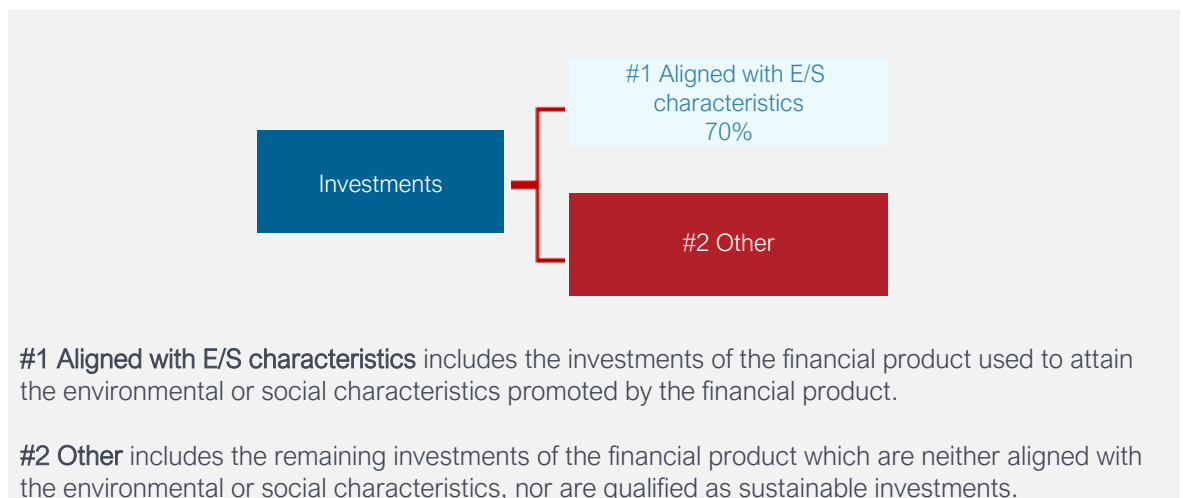 #1 Aligned with E/S
characteristics
70%
Investments
#2 Other
#1 Aligned with E/S characteristics includes the investments of the financial product used to attain
the environmental or social characteristics promoted by the financial product.
#2 Other includes the remaining investments of the financial product which are neither aligned with
the environmental or social characteristics, nor are qualified as sustainable investments.